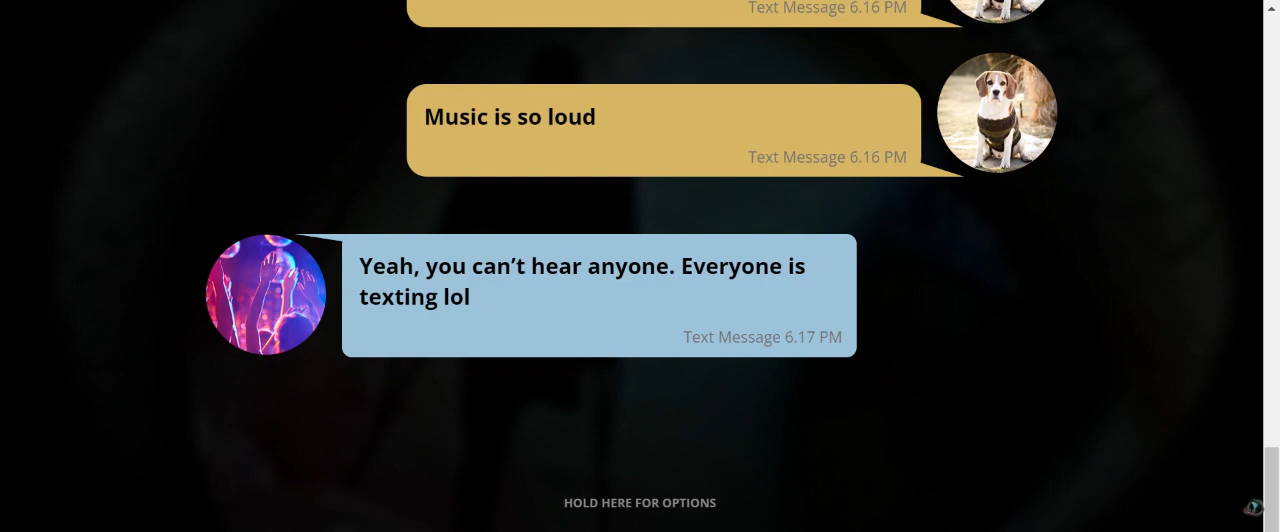 Text Message 6.16 PM
Music is so loud
Text Message 6.16 PM
Yeah, you can’t hear anyone. Everyone is
texting lol
Text Message 6.17 PM
HOLD HERE FOR OPTIONS